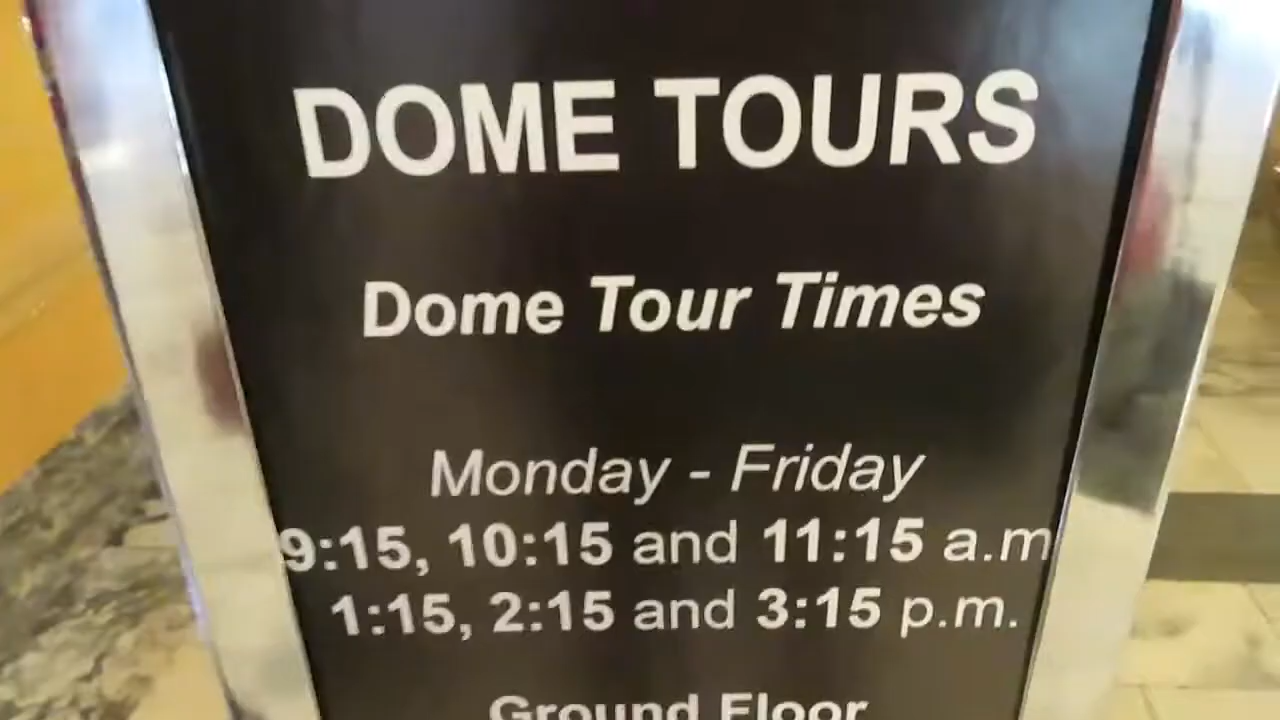 DOME TOURS
Dome Tour Times
Monday - Friday
9:15, 10:15 and 11:15 a.m
1:15, 2:15 and 3:15 p.m.
Ground Floor